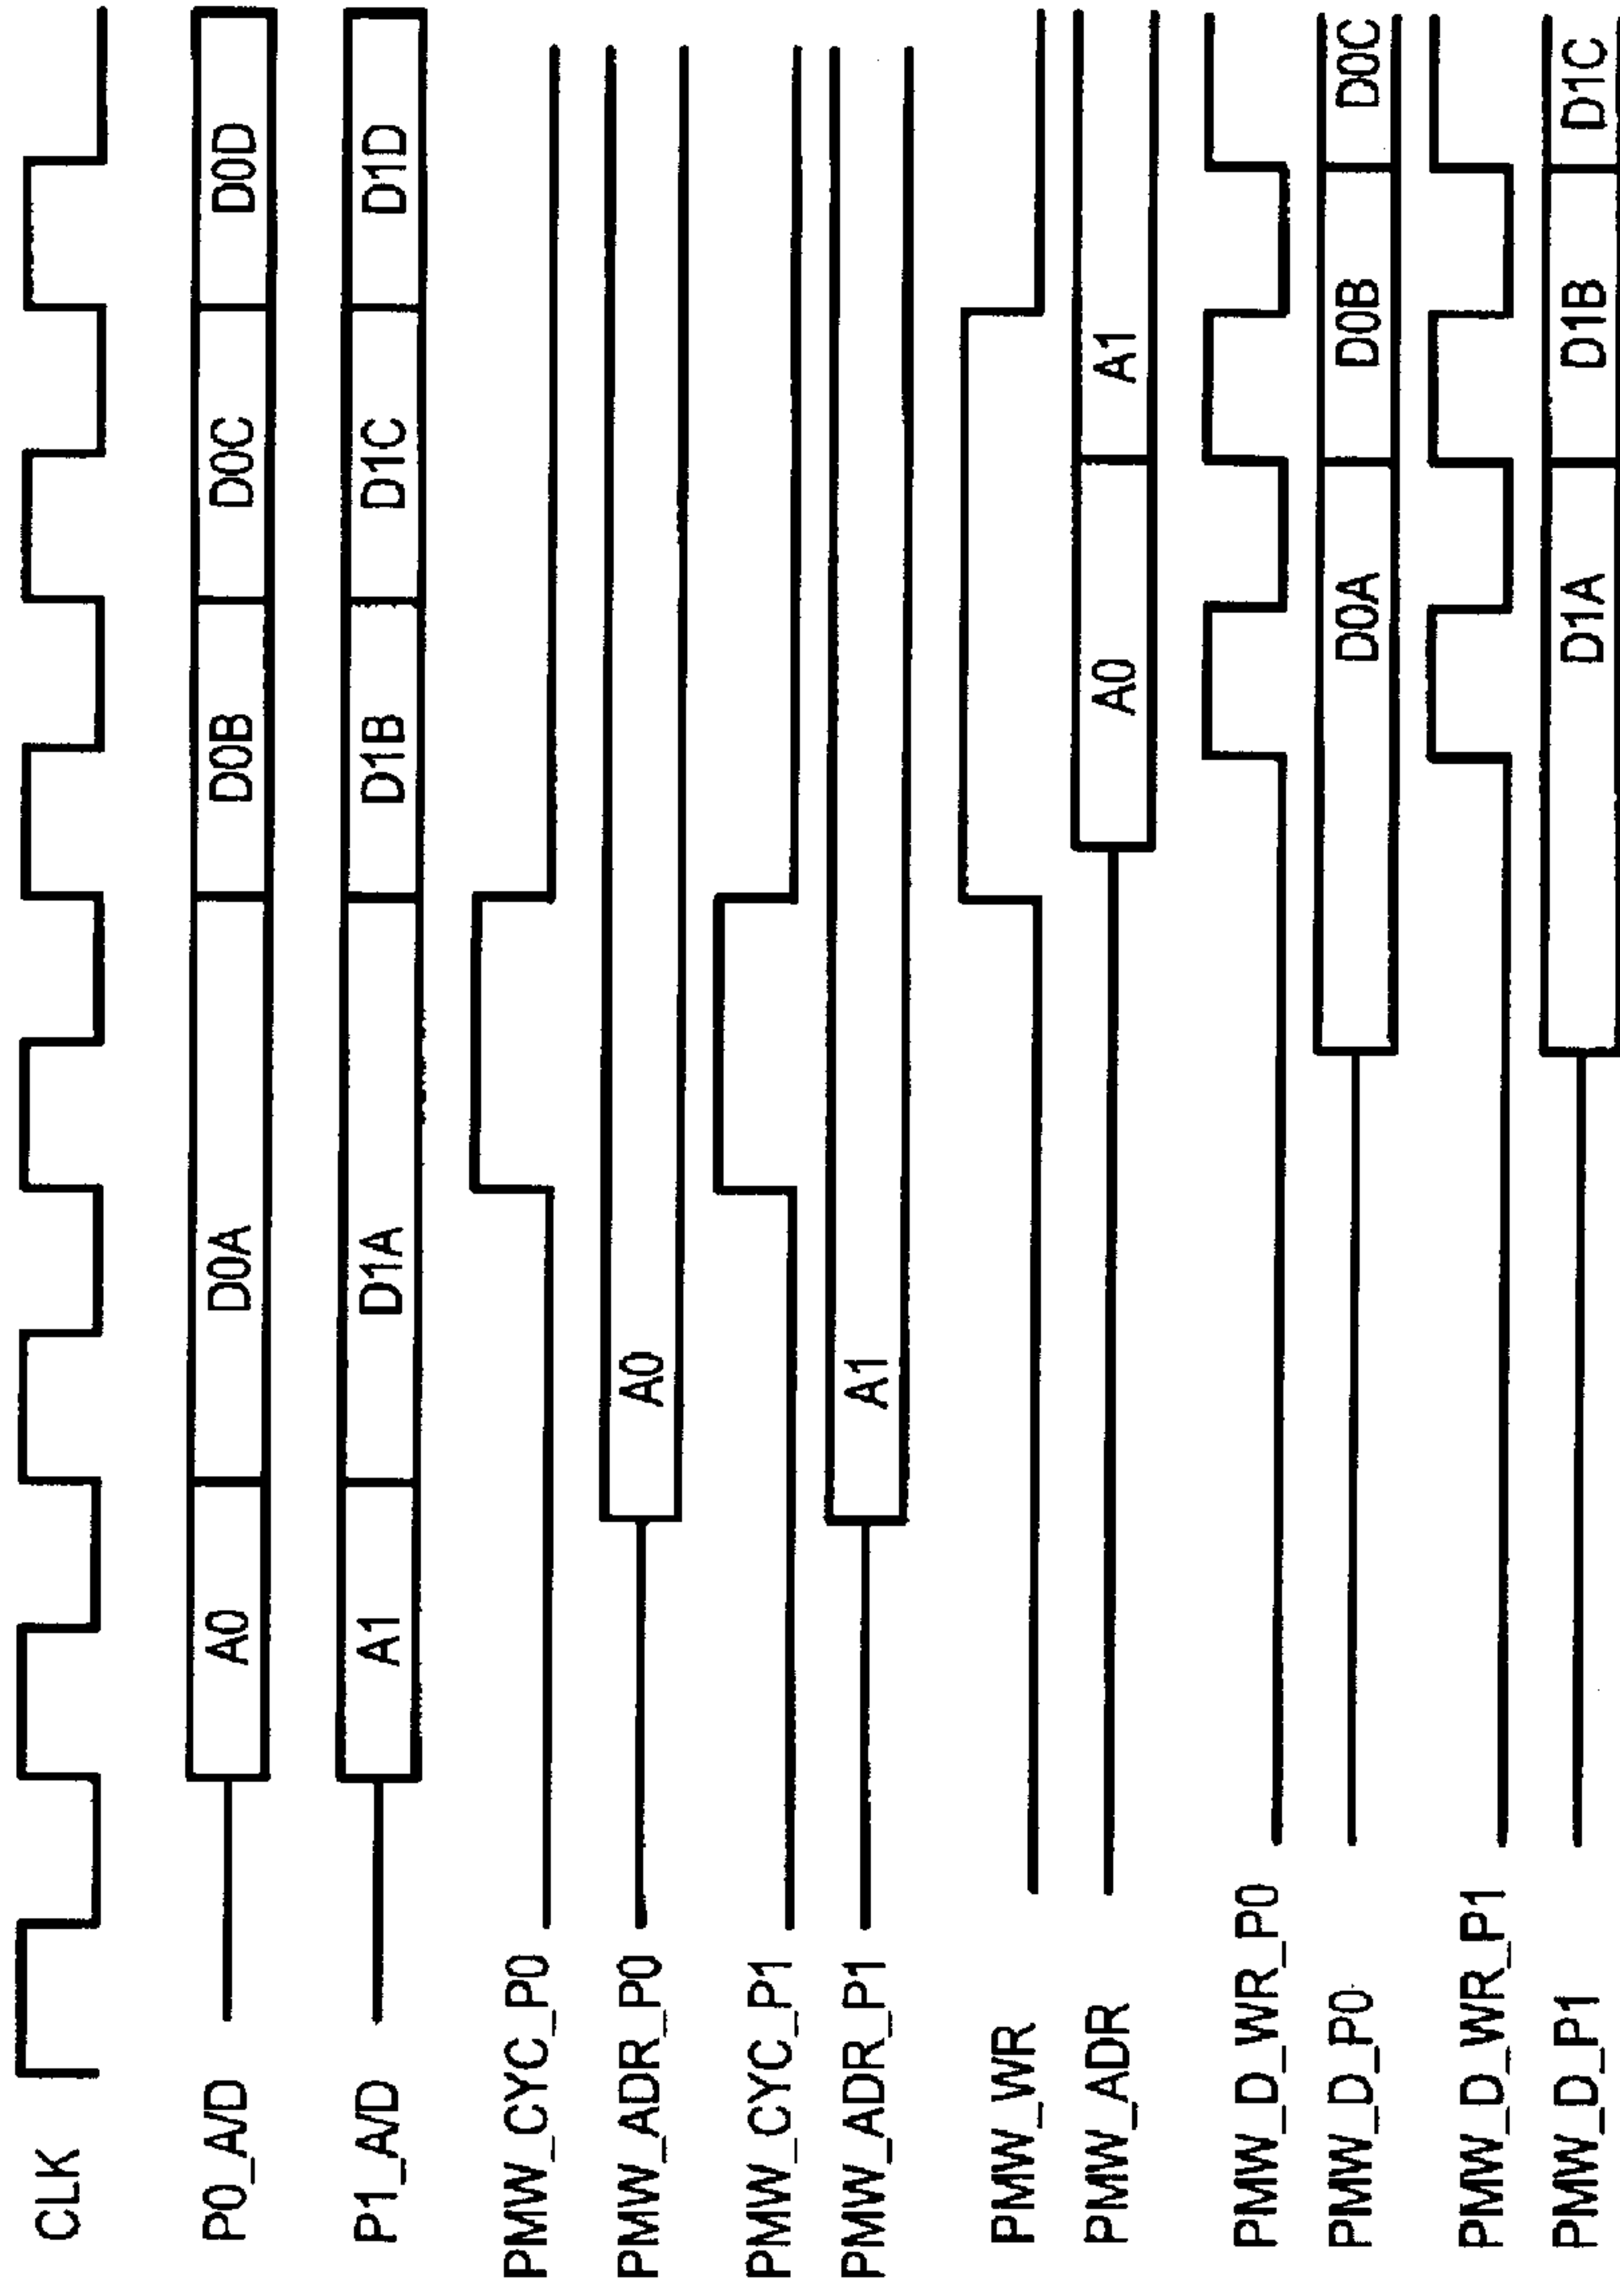 CLK
P0_A/D A0 D0A D0B D0C D0D
P1_A/D A1 D1A D1B D1C D1D
PMW_CYC_P0
PMW_ADR_P0 A0
PMW_CYC_P1
PMW_ADR_P1 A1
PMW_WR
PMW_ADR A0 A1
PMW_D_WR_P0
PMW_D_P0 D0A D0B D0C
PMW_D_WR_P1
PMW_D_P1 D1A D1B D1C